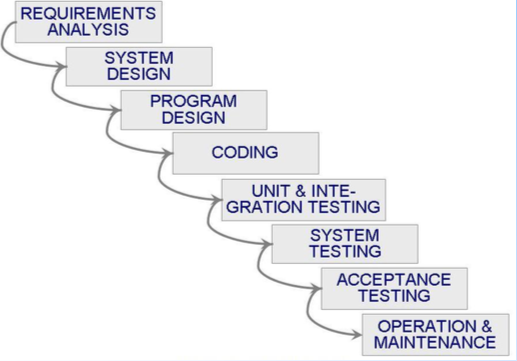 REQUIREMENTS
ANALYSIS
SYSTEM
DESIGN
PROGRAM
DESIGN
CODING
UNIT & INTE-
GRATION TESTING
SYSTEM
TESTING
ACCEPTANCE
TESTING
OPERATION &
MAINTENANCE